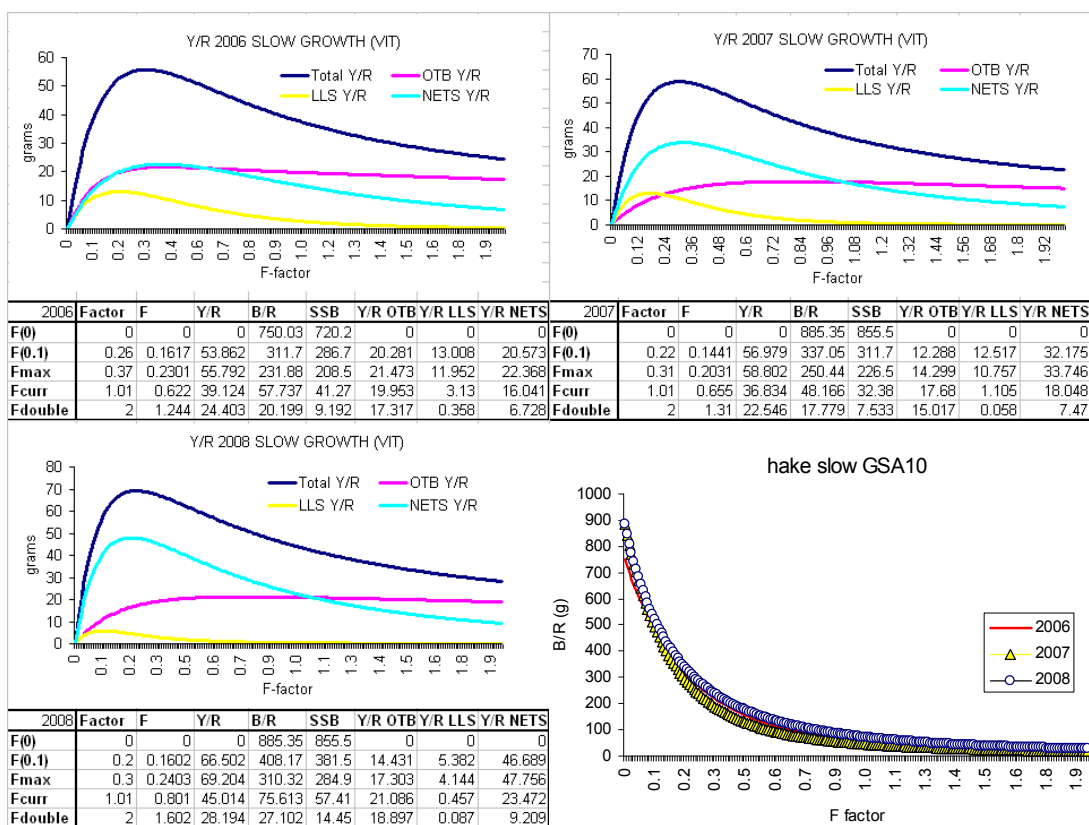 Y/R 2006 SLOW GROWTH (VIT)
60
50
40
30
20
10
0
grams
Total Y/R
OTB Y/R
LLS Y/R
NETS Y/R
0 0.1 0.2 0.3 0.4 0.5 0.6 0.7 0.8 0.9 1.0 1.1 1.2 1.3 1.4 1.5 1.6 1.7 1.8 1.9
F-factor
2006 Factor F Y/R B/R SSB Y/R OTB Y/R LLS Y/R NETS
F(0) 0 0 0 750.03 720.2 0 0 0
F(0.1) 0.26 0.1617 53.862 311.7 286.7 20.281 13.008 20.573
Fmax 0.37 0.2301 55.792 231.88 208.5 21.473 11.952 22.368
Fcurr 1.01 0.622 39.124 57.737 41.27 19.953 3.13 16.041
Fdouble 2 1.244 24.403 20.199 9.192 17.317 0.358 6.728
Y/R 2007 SLOW GROWTH (VIT)
70
60
50
40
30
20
10
0
grams
Total Y/R
OTB Y/R
LLS Y/R
NETS Y/R
0 0.12 0.24 0.36 0.48 0.6 0.72 0.84 0.96 1.08 1.2 1.32 1.44 1.56 1.68 1.8 1.92
F-factor
2007 Factor F Y/R B/R SSB Y/R OTB Y/R LLS Y/R NETS
F(0) 0 0 0 885.35 855.5 0 0 0
F(0.1) 0.22 0.1441 56.979 337.05 311.7 12.288 12.517 32.175
Fmax 0.31 0.2031 58.802 250.44 226.5 14.299 10.757 33.746
Fcurr 1.01 0.655 36.834 48.166 32.38 17.68 1.105 18.048
Fdouble 2 1.31 22.546 17.779 7.533 15.017 0.058 7.47
Y/R 2008 SLOW GROWTH (VIT)
80
70
60
50
40
30
20
10
0
grams
Total Y/R
OTB Y/R
LLS Y/R
NETS Y/R
0 0.1 0.2 0.3 0.4 0.5 0.6 0.7 0.8 0.9 1.0 1.1 1.2 1.3 1.4 1.5 1.6 1.7 1.8 1.9
F-factor
2008 Factor F Y/R B/R SSB Y/R OTB Y/R LLS Y/R NETS
F(0) 0 0 0 885.35 855.5 0 0 0
F(0.1) 0.2 0.1602 66.502 408.17 381.5 14.431 5.382 46.689
Fmax 0.3 0.2403 69.204 310.32 284.9 17.303 4.144 47.756
Fcurr 1.01 0.801 45.014 75.613 57.41 21.086 0.457 23.472
Fdouble 2 1.602 28.194 27.102 14.45 18.897 0.087 9.209
hake slow GSA10
1000
900
800
700
600
500
400
300
200
100
0
B/R (g)
2006
2007
2008
0 0.1 0.2 0.3 0.4 0.5 0.6 0.7 0.8 0.9 1.0 1.1 1.2 1.3 1.4 1.5 1.6 1.7 1.8 1.9
F factor